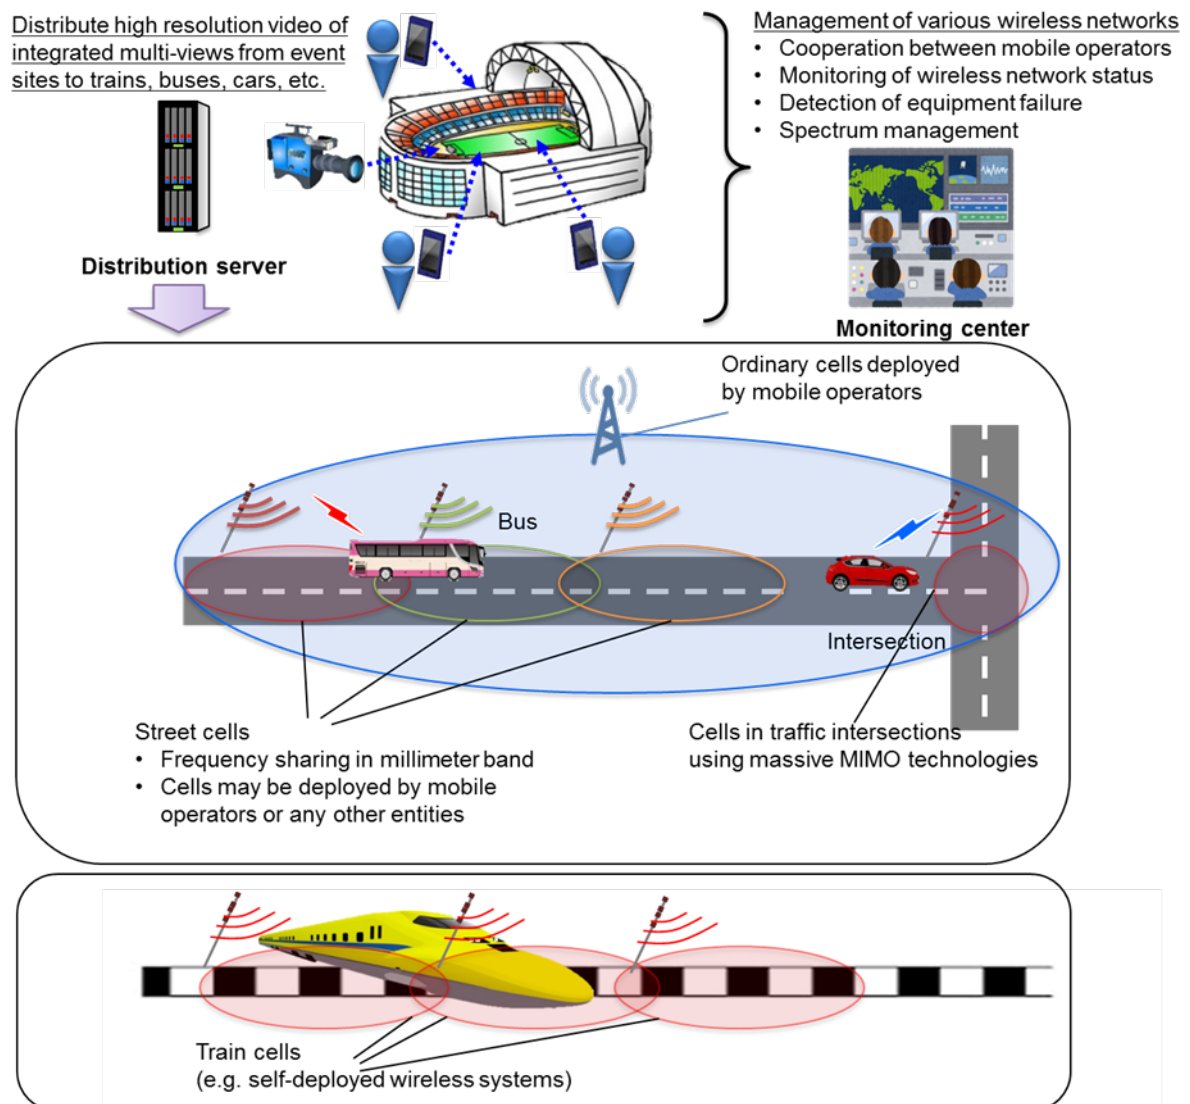 Distribute high resolution video of
integrated multi-views from event
sites to trains, buses, cars, etc.
Distribution server
Management of various wireless networks
• Cooperation between mobile operators
• Monitoring of wireless network status
• Detection of equipment failure
• Spectrum management
Monitoring center
Ordinary cells deployed
by mobile operators
Bus
Intersection
Street cells
• Frequency sharing in millimeter band
• Cells may be deployed by mobile
operators or any other entities
Cells in traffic intersections
using massive MIMO technologies
Train cells
(e.g. self-deployed wireless systems)